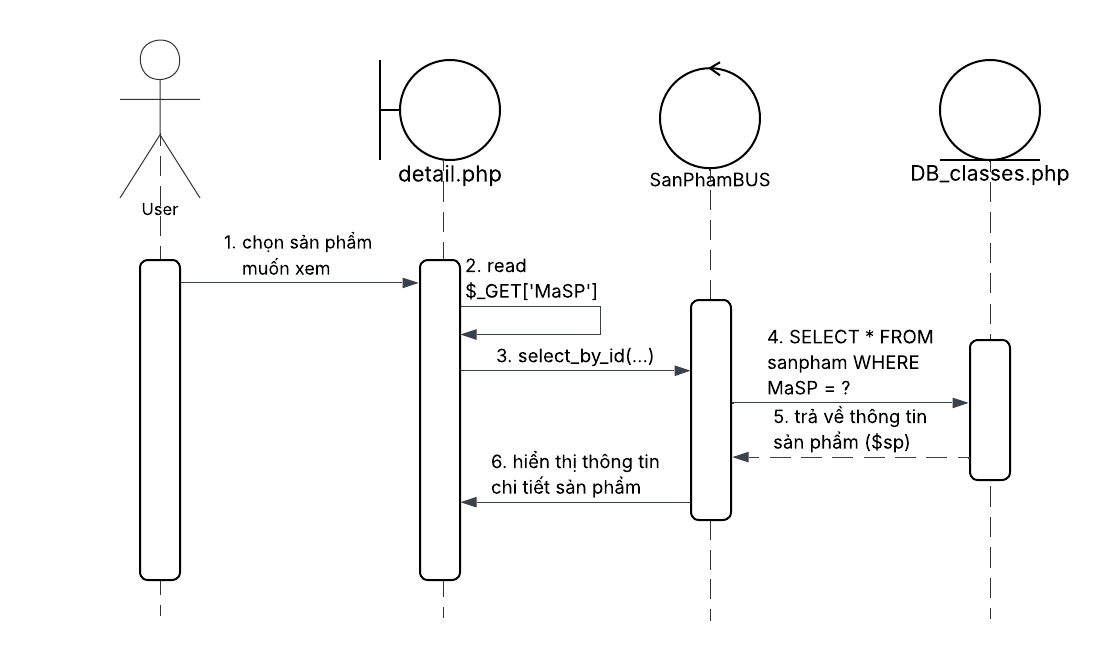 User
detail.php
SanPhamBUS
DB_classes.php
1. chọn sản phẩm
muốn xem
2. read
$_GET['MaSP']
3. select_by_id(...)
4. SELECT * FROM
sanpham WHERE
MaSP = ?
5. trả về thông tin
sản phẩm ($sp)
6. hiển thị thông tin
chi tiết sản phẩm